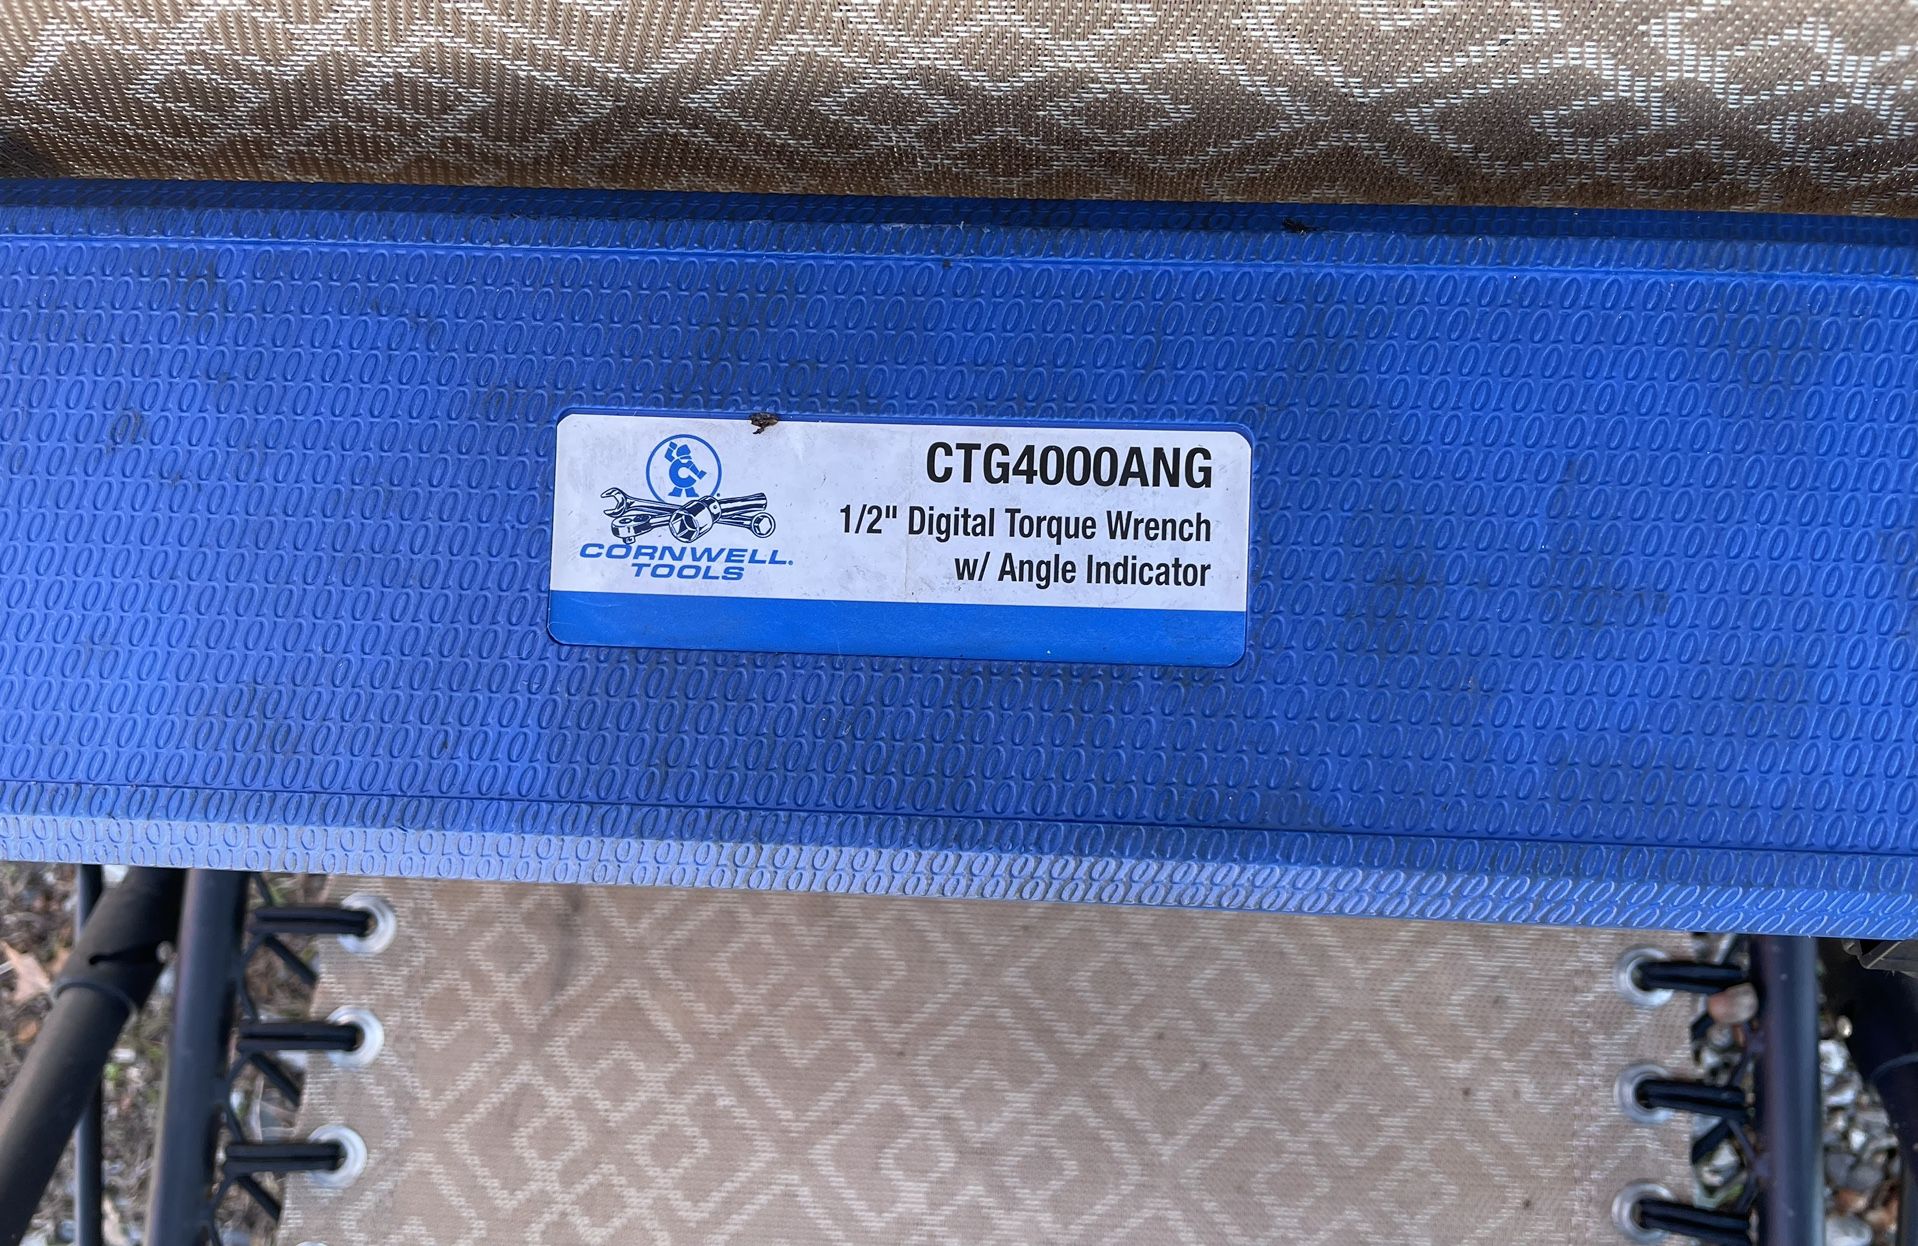 CTG4000ANG
1/2" Digital Torque Wrench
w/ Angle Indicator
C
CORNWELL.
TOOLS